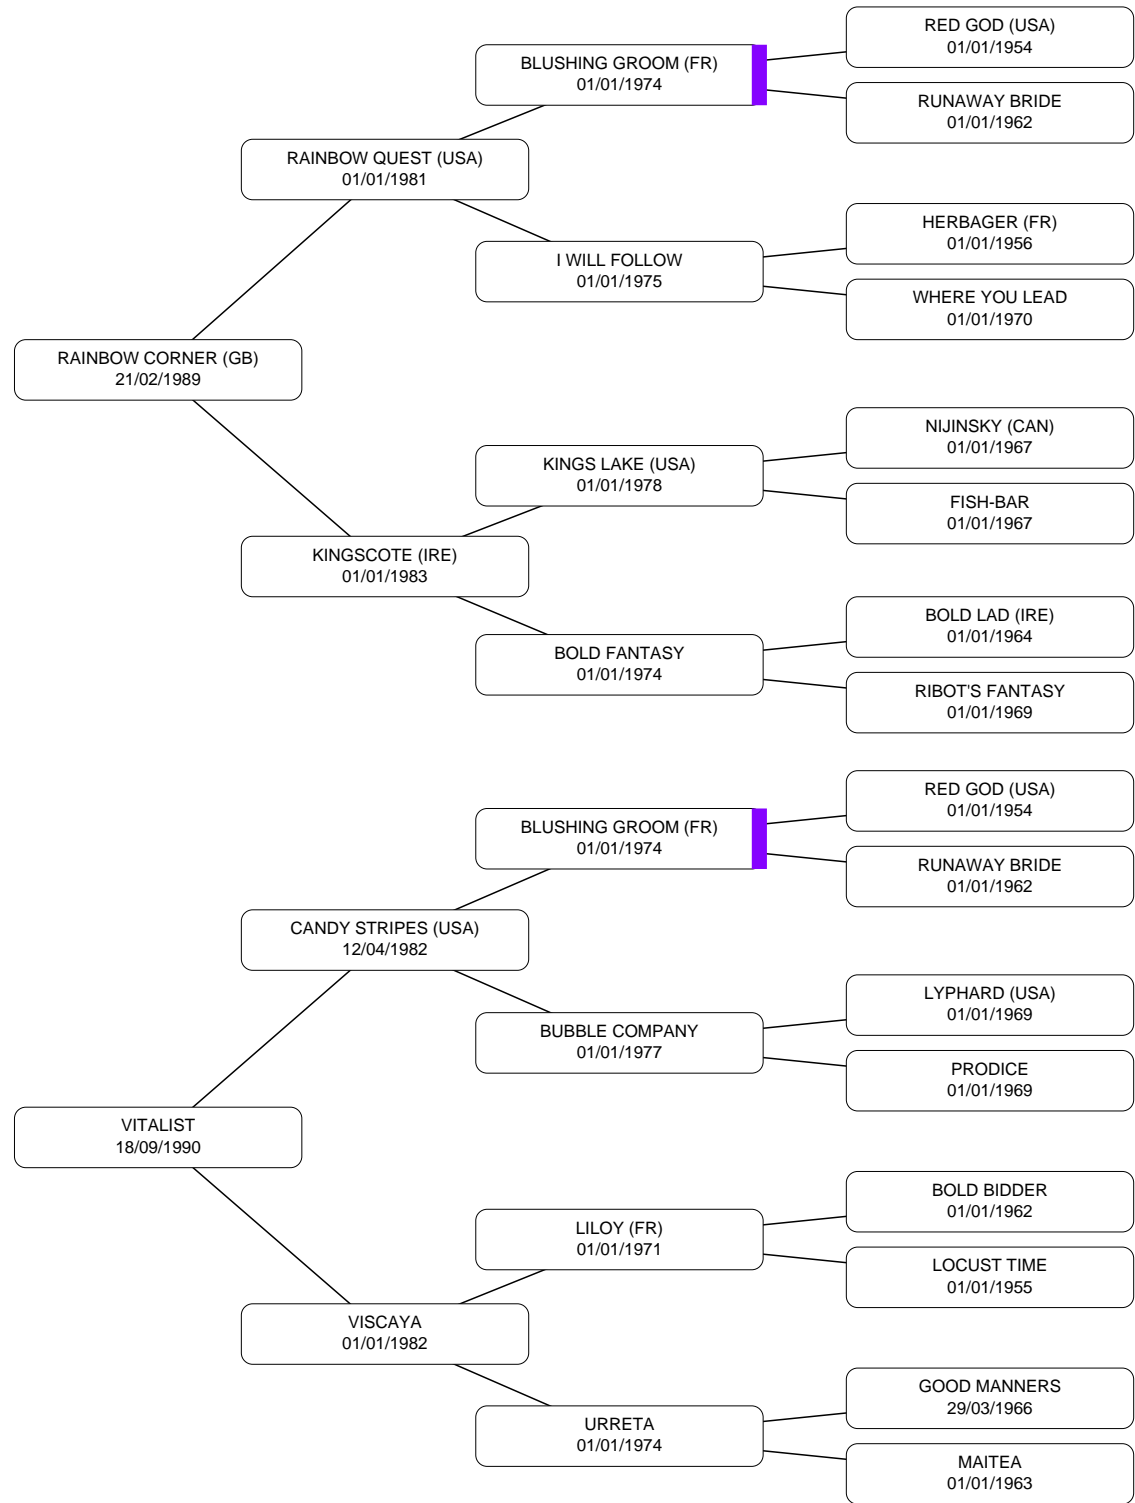 RED GOD (USA)
01/01/1954
BLUSHING GROOM (FR)
01/01/1974
RUNAWAY BRIDE
01/01/1962
RAINBOW QUEST (USA)
01/01/1981
HERBAGER (FR)
01/01/1956
I WILL FOLLOW
01/01/1975
WHERE YOU LEAD
01/01/1970
RAINBOW CORNER (GB)
21/02/1989
NIJINSKY (CAN)
01/01/1967
KINGS LAKE (USA)
01/01/1978
FISH-BAR
01/01/1967
KINGSCOTE (IRE)
01/01/1983
BOLD LAD (IRE)
01/01/1964
BOLD FANTASY
01/01/1974
RIBOT'S FANTASY
01/01/1969
RED GOD (USA)
01/01/1954
BLUSHING GROOM (FR)
01/01/1974
RUNAWAY BRIDE
01/01/1962
CANDY STRIPES (USA)
12/04/1982
LYPHARD (USA)
01/01/1969
BUBBLE COMPANY
01/01/1977
PRODICE
01/01/1969
VITALIST
18/09/1990
BOLD BIDDER
01/01/1962
LILOY (FR)
01/01/1971
LOCUST TIME
01/01/1955
VISCAYA
01/01/1982
GOOD MANNERS
29/03/1966
URRETA
01/01/1974
MAITEA
01/01/1963